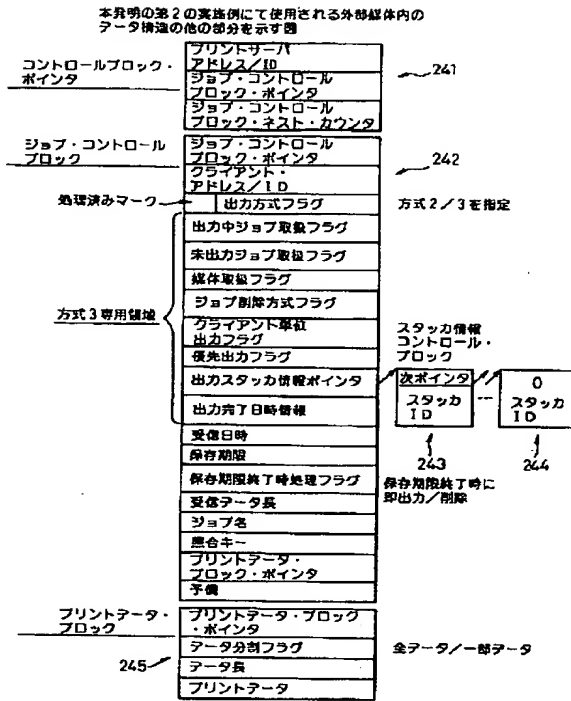 本発明の第2の実施例にて使用される外部媒体内の
データ構造の他の部分を示す図
コントロールブロック・
ポインタ
プリントサーバ
アドレス/ID
ジョブ・コントロール
ブロック・ポインタ
ジョブ・コントロール
ブロック・ネスト・カウンタ
241
ジョブ・コントロール
ブロック
ジョブ・コントロール
ブロック・ポインタ
クライアント・
アドレス/ID
242
処理済みマーク
出力方式フラグ
方式2/3を指定
方式3専用領域
出力中ジョブ取扱フラグ
未出力ジョブ取扱フラグ
媒体取扱フラグ
ジョブ削除方式フラグ
クライアント単位
出力フラグ
優先出力フラグ
出力スタッカ情報ポインタ
出力完了日時情報
スタッカ情報
コントロール・
ブロック
次ポインタ
スタッカ
ID
0
スタッカ
ID
243
244
受信日時
保存期限
保存期限終了時処理フラグ
保存期限終了時に
即出力/削除
受信データ長
ジョブ名
照合キー
プリントデータ・
ブロック・ポインタ
予備
プリントデータ・
ブロック
プリントデータ・ブロック
・ポインタ
データ分割フラグ
全データ/一部データ
データ長
プリントデータ
245